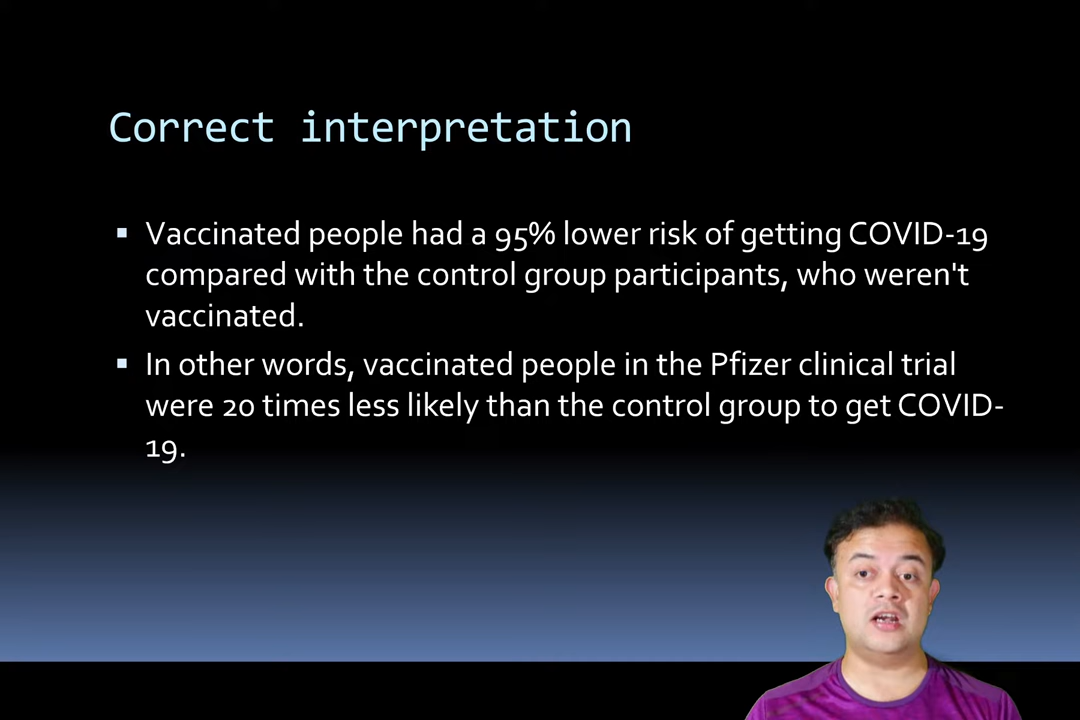 Correct interpretation
▪ Vaccinated people had a 95% lower risk of getting COVID-19
compared with the control group participants, who weren't
vaccinated.
▪ In other words, vaccinated people in the Pfizer clinical trial
were 20 times less likely than the control group to get COVID-
19.